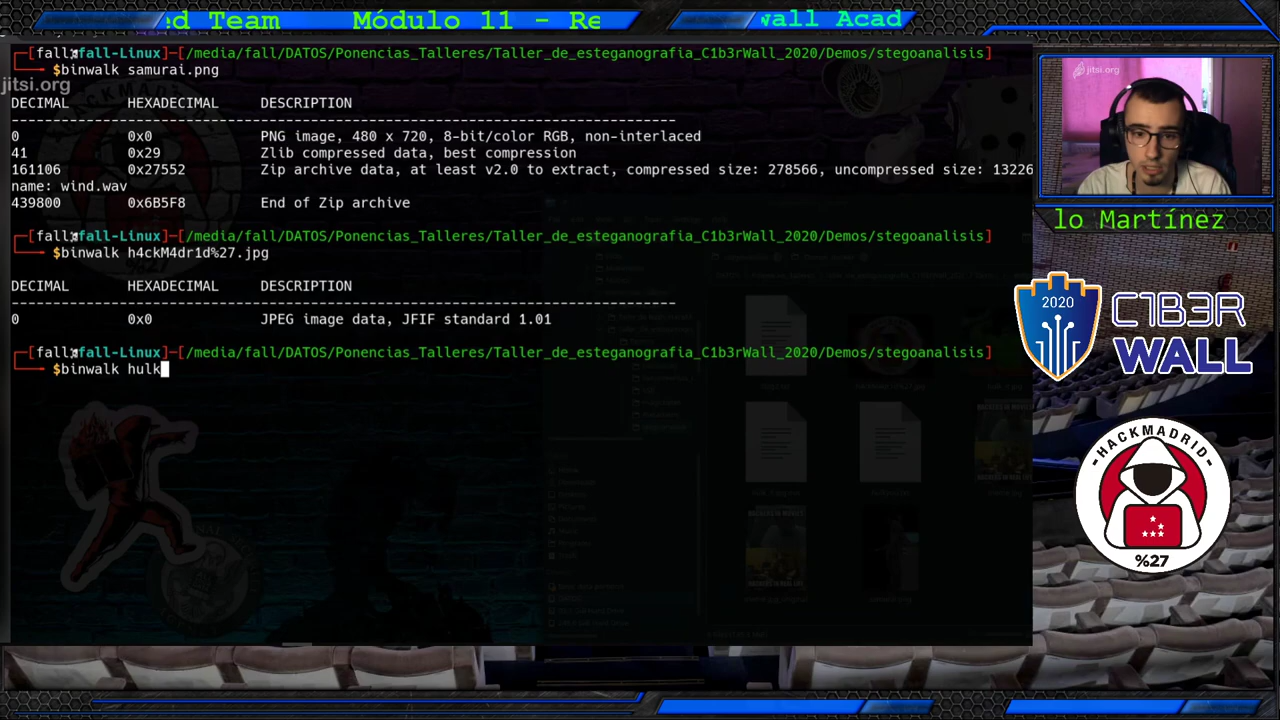 ed Team Módulo 11 - Re
wall Acad
┌─[fall@fall-Linux]─[/media/fall/DATOS/Ponencias_Talleres/Taller_de_esteganografia_C1b3rWall_2020/Demos/stegoanalisis]
└──╼ $binwalk samurai.png
jitsi.org
DECIMAL HEXADECIMAL DESCRIPTION
--------------------------------------------------------------------------------
0 0x0 PNG image, 480 x 720, 8-bit/color RGB, non-interlaced
41 0x29 Zlib compressed data, best compression
161106 0x27552 Zip archive data, at least v2.0 to extract, compressed size: 278566, uncompressed size: 13226
name: wind.wav
439800 0x6B5F8 End of Zip archive
┌─[fall@fall-Linux]─[/media/fall/DATOS/Ponencias_Talleres/Taller_de_esteganografia_C1b3rWall_2020/Demos/stegoanalisis]
└──╼ $binwalk h4ckM4dr1d%27.jpg
DECIMAL HEXADECIMAL DESCRIPTION
--------------------------------------------------------------------------------
0 0x0 JPEG image data, JFIF standard 1.01
┌─[fall@fall-Linux]─[/media/fall/DATOS/Ponencias_Talleres/Taller_de_esteganografia_C1b3rWall_2020/Demos/stegoanalisis]
└──╼ $binwalk hulk
jitsi.org
lo Martínez
2020
C1B3R
WALL
-HACKMADRID-
%27